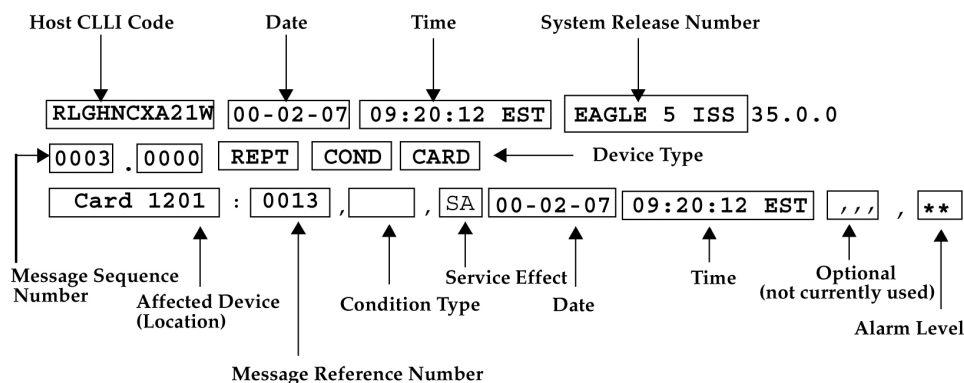 Host CLLI Code Date Time System Release Number
RLGHNCXA21W 00-02-07 09:20:12 EST EAGLE 5 ISS 35.0.0
0003 . 0000 REPT COND CARD Device Type
Card 1201 : 0013 , , SA 00-02-07 09:20:12 EST ,,, , **
Message Sequence
Number
Affected Device
(Location)
Message Reference Number
Condition Type
Service Effect
Date
Time
Optional
(not currently used)
Alarm Level